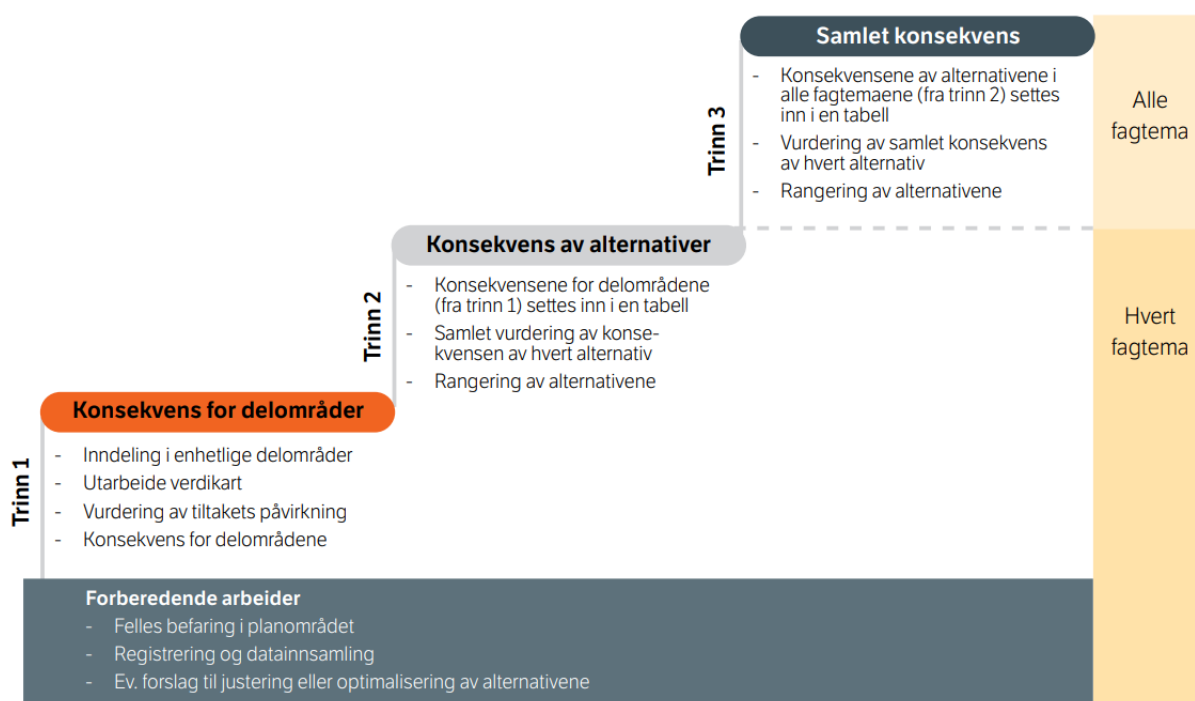 Samlet konsekvens
- Konsekvensene av alternativene i
alle fagtemaene (fra trinn 2) settes
inn i en tabell
- Vurdering av samlet konsekvens
av hvert alternativ
- Rangering av alternativene
Trinn 3
Alle
fagtema
Konsekvens av alternativer
- Konsekvensene for delområdene
(fra trinn 1) settes inn i en tabell
- Samlet vurdering av konse-
kvensen av hvert alternativ
- Rangering av alternativene
Trinn 2
Hvert
fagtema
Konsekvens for delområder
- Inndeling i enhetlige delområder
- Utarbeide verdikart
- Vurdering av tiltakets påvirkning
- Konsekvens for delområdene
Trinn 1
Forberedende arbeider
- Felles befaring i planområdet
- Registrering og datainnsamling
- Ev. forslag til justering eller optimalisering av alternativene